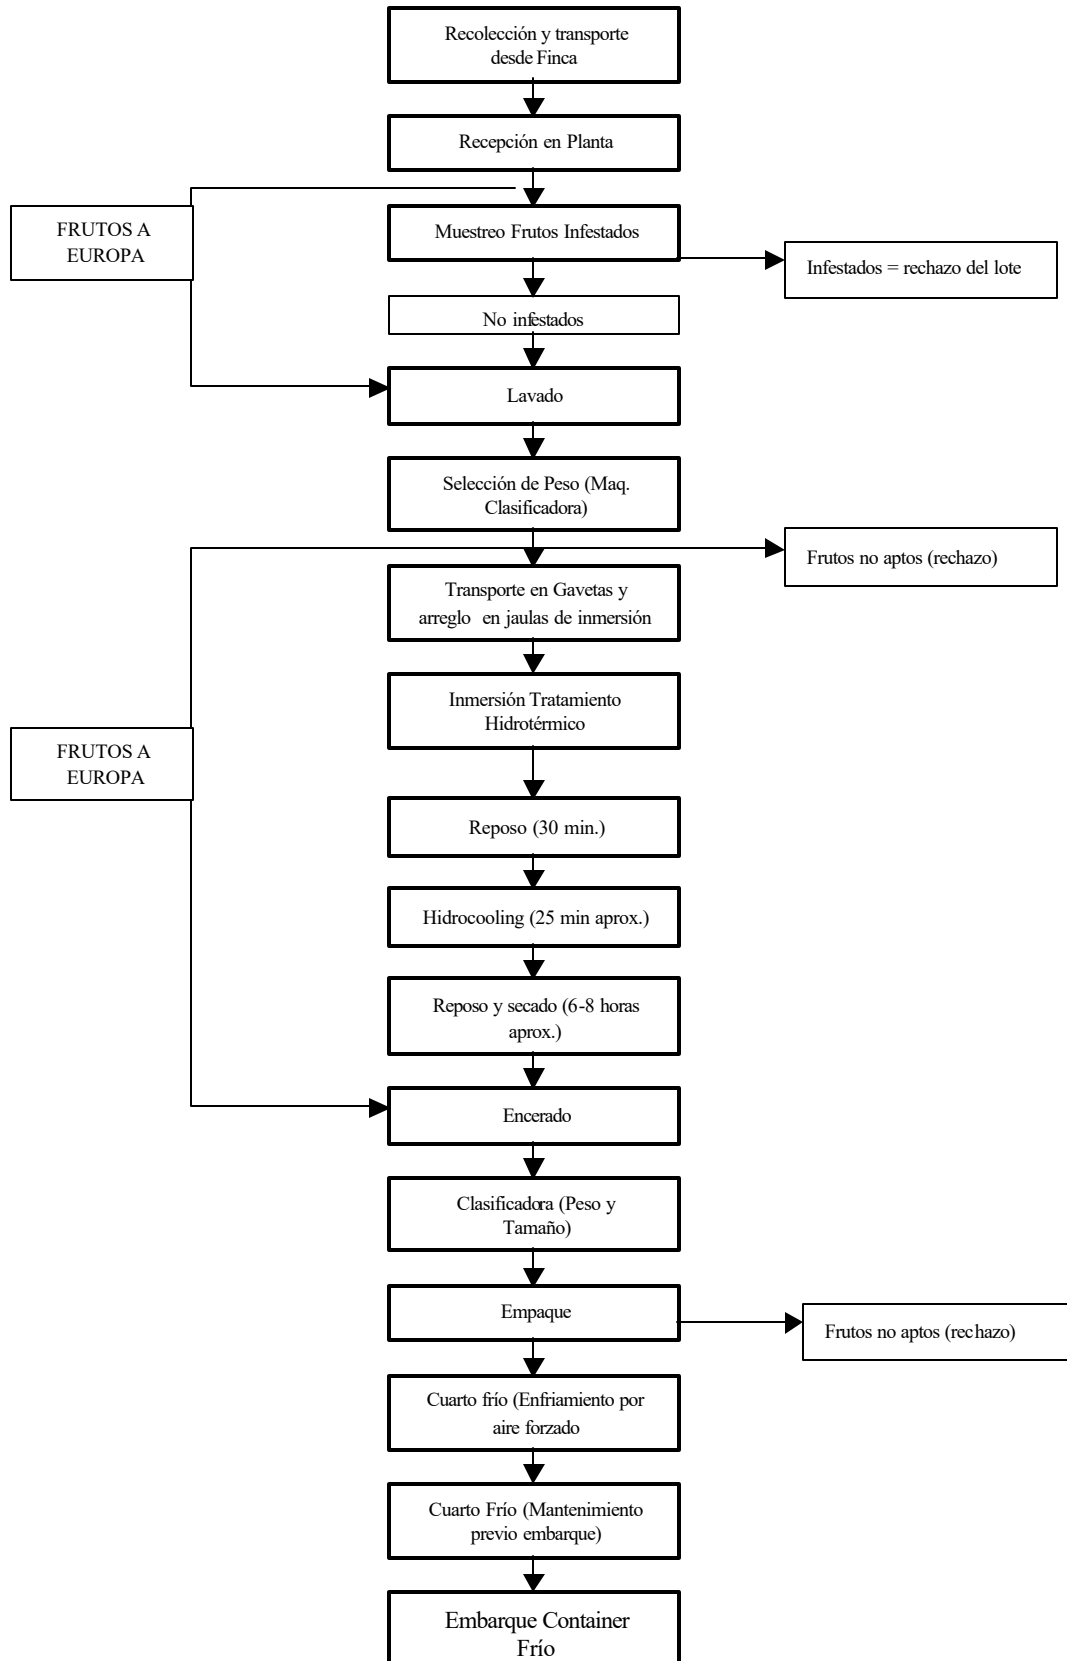 Recolección y transporte
desde Finca
Recepción en Planta
FRUTOS A
EUROPA
Muestreo Frutos Infestados
Infestados = rechazo del lote
No infestados
Lavado
Selección de Peso (Maq.
Clasificadora)
Frutos no aptos (rechazo)
Transporte en Gavetas y
arreglo en jaulas de inmersión
Inmersión Tratamiento
Hidrotérmico
FRUTOS A
EUROPA
Reposo (30 min.)
Hidrocooling (25 min aprox.)
Reposo y secado (6-8 horas
aprox.)
Encerado
Clasificadora (Peso y
Tamaño)
Empaque
Frutos no aptos (rechazo)
Cuarto frío (Enfriamiento por
aire forzado
Cuarto Frío (Mantenimiento
previo embarque)
Embarque Container
Frío